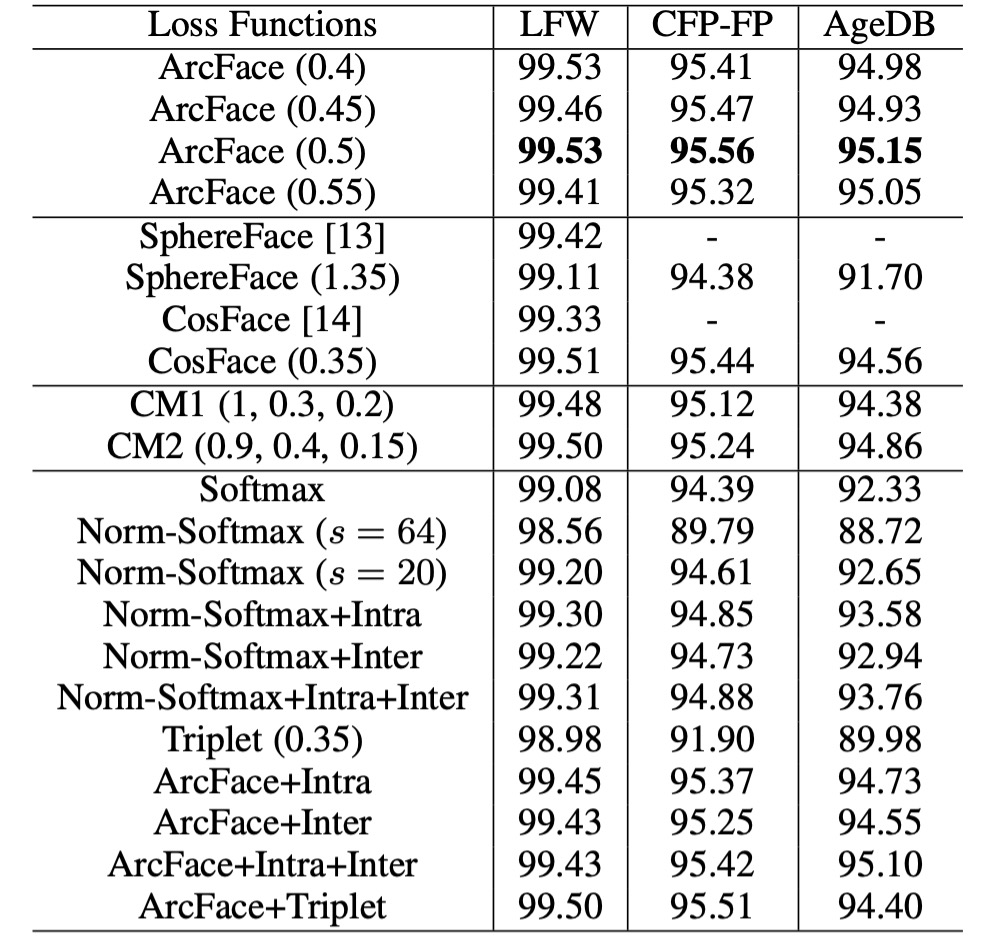 Loss Functions LFW CFP-FP AgeDB
ArcFace (0.4) 99.53 95.41 94.98
ArcFace (0.45) 99.46 95.47 94.93
ArcFace (0.5) 99.53 95.56 95.15
ArcFace (0.55) 99.41 95.32 95.05
SphereFace [13] 99.42 - -
SphereFace (1.35) 99.11 94.38 91.70
CosFace [14] 99.33 - -
CosFace (0.35) 99.51 95.44 94.56
CM1 (1, 0.3, 0.2) 99.48 95.12 94.38
CM2 (0.9, 0.4, 0.15) 99.50 95.24 94.86
Softmax 99.08 94.39 92.33
Norm-Softmax (s = 64) 98.56 89.79 88.72
Norm-Softmax (s = 20) 99.20 94.61 92.65
Norm-Softmax+Intra 99.30 94.85 93.58
Norm-Softmax+Inter 99.22 94.73 92.94
Norm-Softmax+Intra+Inter 99.31 94.88 93.76
Triplet (0.35) 98.98 91.90 89.98
ArcFace+Intra 99.45 95.37 94.73
ArcFace+Inter 99.43 95.25 94.55
ArcFace+Intra+Inter 99.43 95.42 95.10
ArcFace+Triplet 99.50 95.51 94.40